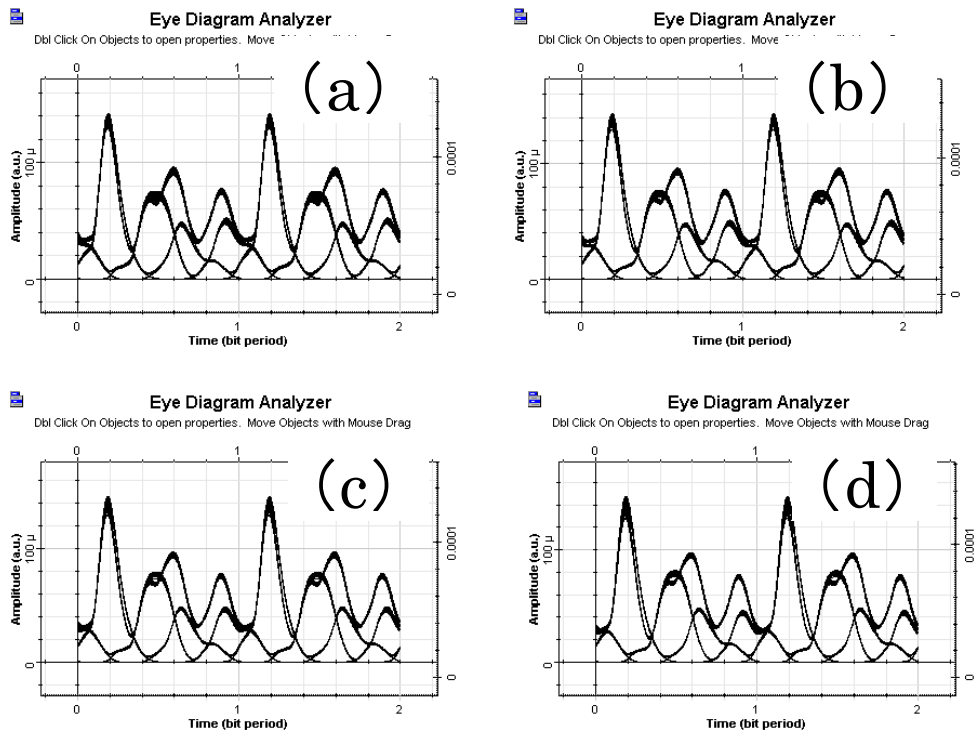 Eye Diagram Analyzer
Dbl Click On Objects to open properties. Move
(a)
0 1
Amplitude (a.u.)
100 µ
0
0.0001
0
0 1 2
Time (bit period)
Eye Diagram Analyzer
Dbl Click On Objects to open properties. Move
(b)
0 1
Amplitude (a.u.)
100 µ
0
0.0001
0
0 1 2
Time (bit period)
Eye Diagram Analyzer
Dbl Click On Objects to open properties. Move Objects with Mouse Drag
(c)
0 1
Amplitude (a.u.)
100 µ
0
0.0001
0
0 1 2
Time (bit period)
Eye Diagram Analyzer
Dbl Click On Objects to open properties. Move Objects with Mouse Drag
(d)
0 1
Amplitude (a.u.)
100 µ
0
0.0001
0
0 1 2
Time (bit period)